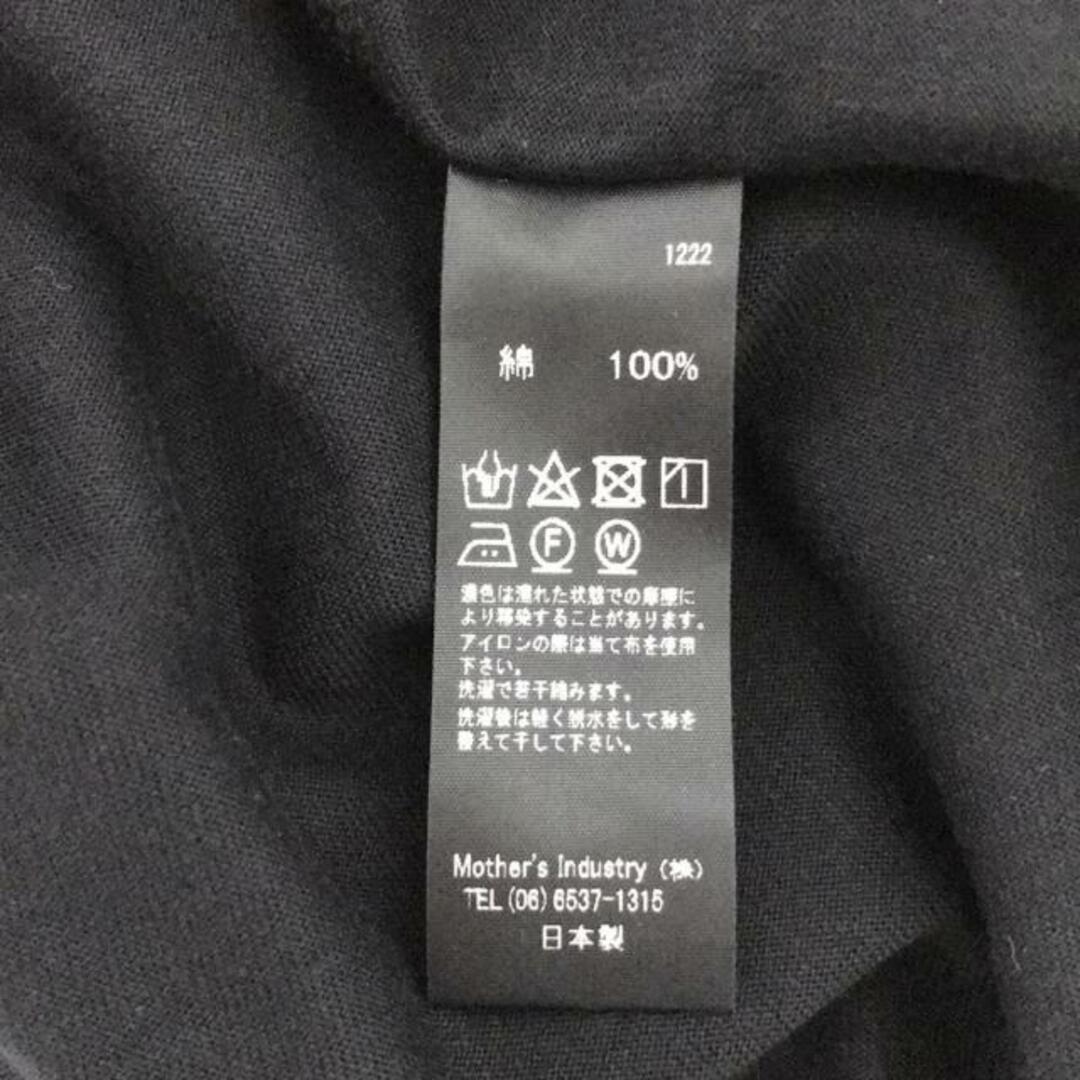 1222
綿 100%
F W
濃色は濡れた状態での摩擦に
より移染することがあります。
アイロンの際は当て布を使用
下さい。
洗濯で若干縮みます。
洗濯後は軽く脱水をして形を
整えて干して下さい。
Mother's Industry (株)
TEL (06) 6537-1315
日本製